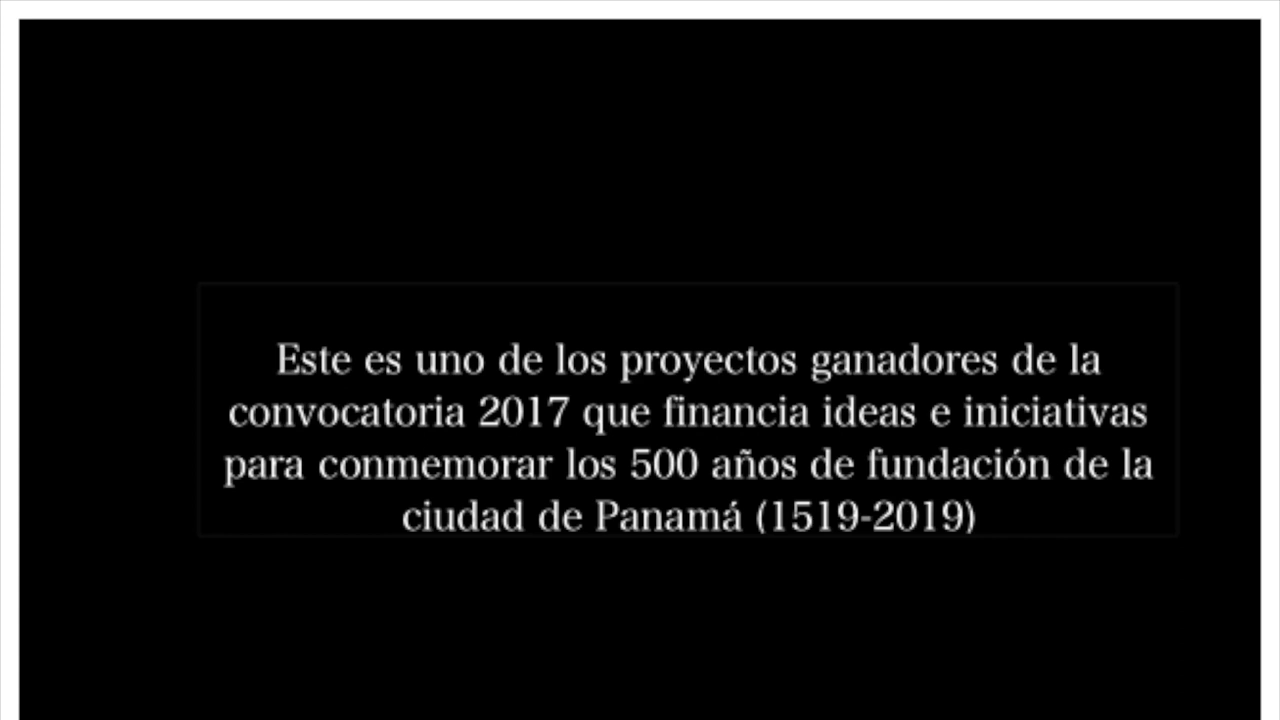 Este es uno de los proyectos ganadores de la
convocatoria 2017 que financia ideas e iniciativas
para conmemorar los 500 años de fundación de la
ciudad de Panamá (1519-2019)